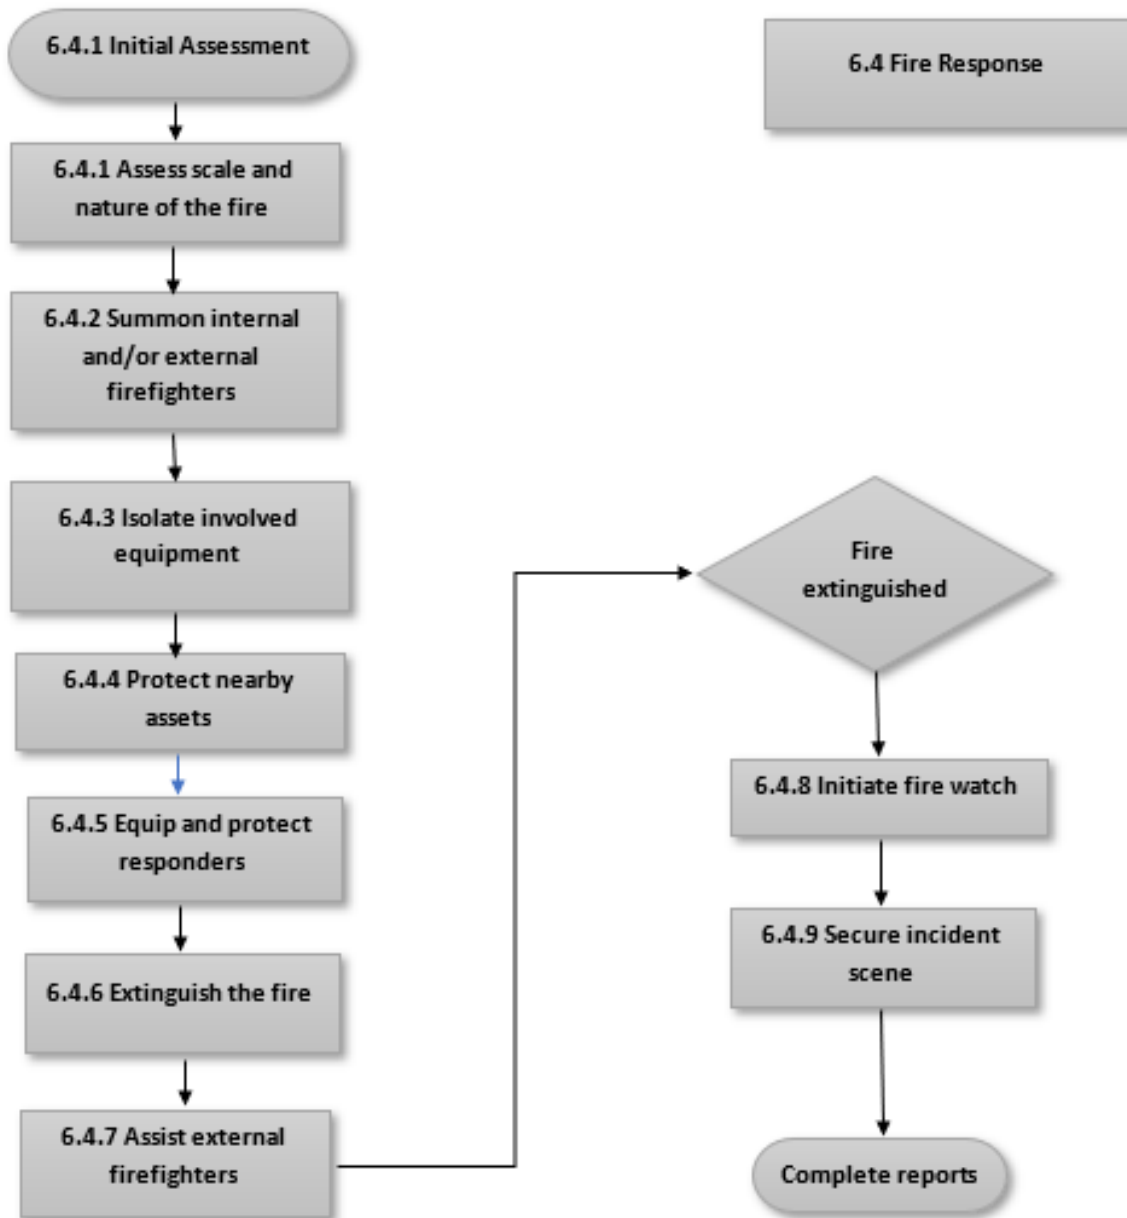 6.4.1 Initial Assessment
6.4 Fire Response
6.4.1 Assess scale and
nature of the fire
6.4.2 Summon internal
and/or external
firefighters
6.4.3 Isolate involved
equipment
6.4.4 Protect nearby
assets
6.4.5 Equip and protect
responders
6.4.6 Extinguish the fire
6.4.7 Assist external
firefighters
Fire
extinguished
6.4.8 Initiate fire watch
6.4.9 Secure incident
scene
Complete reports